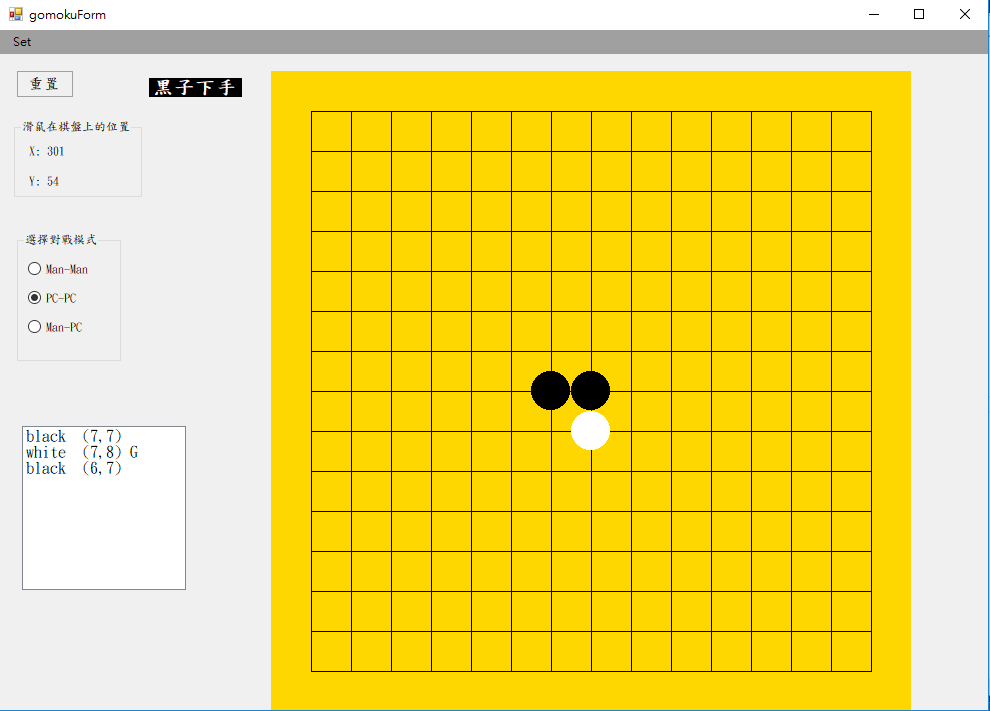 gomokuForm
Set
重置
黑子下手
滑鼠在棋盤上的位置
X: 301
Y: 54
選擇對戰模式
Man-Man
PC-PC
Man-PC
black (7,7)
white (7,8) G
black (6,7)